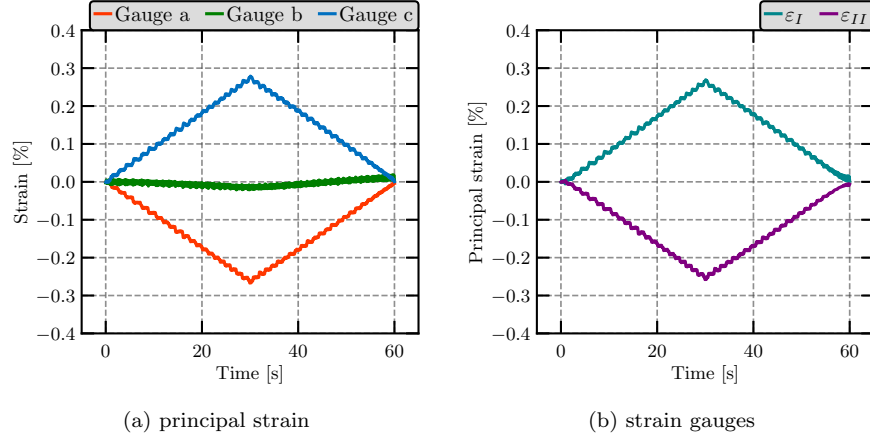 Gauge a Gauge b Gauge c
0.4
0.3
0.2
0.1
0.0
−0.1
−0.2
−0.3
−0.4
Strain [%]
0 20 40 60
Time [s]
(a) principal strain
ε_I ε_II
0.4
0.3
0.2
0.1
0.0
−0.1
−0.2
−0.3
−0.4
Principal strain [%]
0 20 40 60
Time [s]
(b) strain gauges